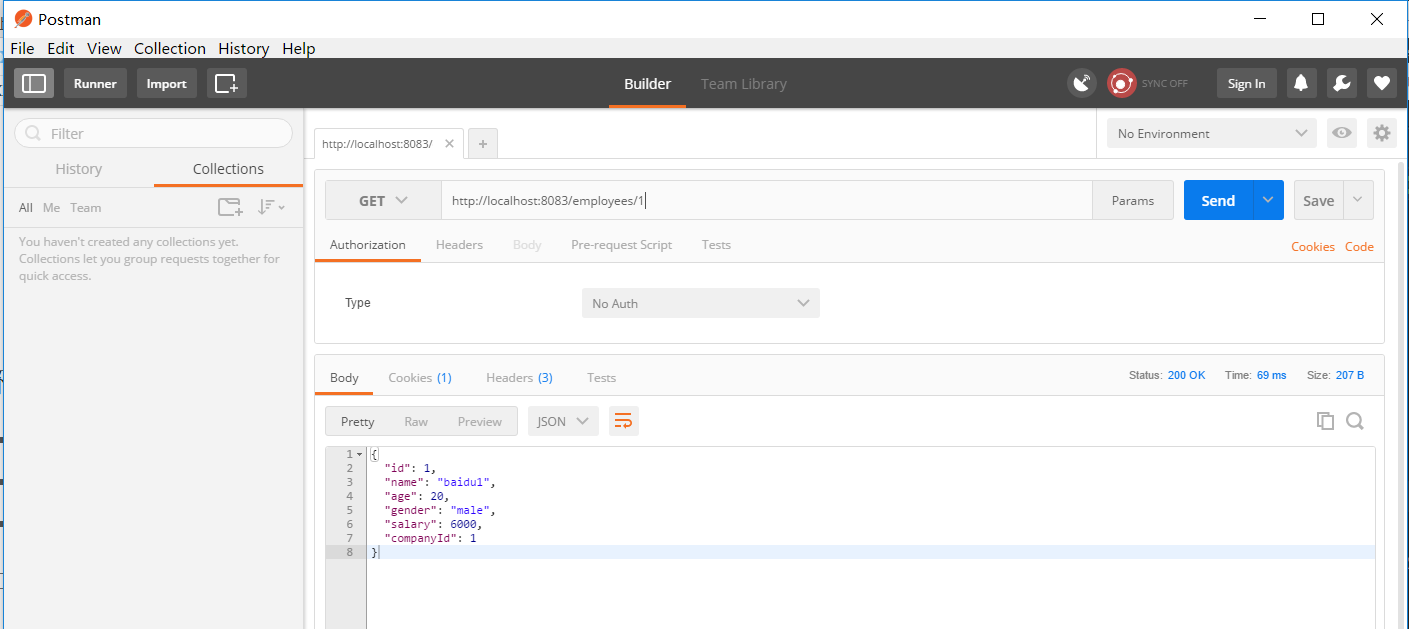 Postman
File Edit View Collection History Help
Runner Import Builder Team Library SYNC OFF Sign In
Filter
http://localhost:8083/ No Environment
History Collections
GET http://localhost:8083/employees/1 Params Send Save
All Me Team
You haven't created any collections yet.
Collections let you group requests together for
quick access.
Authorization Headers Body Pre-request Script Tests Cookies Code
Type No Auth
Body Cookies (1) Headers (3) Tests Status: 200 OK Time: 69 ms Size: 207 B
Pretty Raw Preview JSON
1 {
2 "id": 1,
3 "name": "baidu1",
4 "age": 20,
5 "gender": "male",
6 "salary": 6000,
7 "companyId": 1
8 }